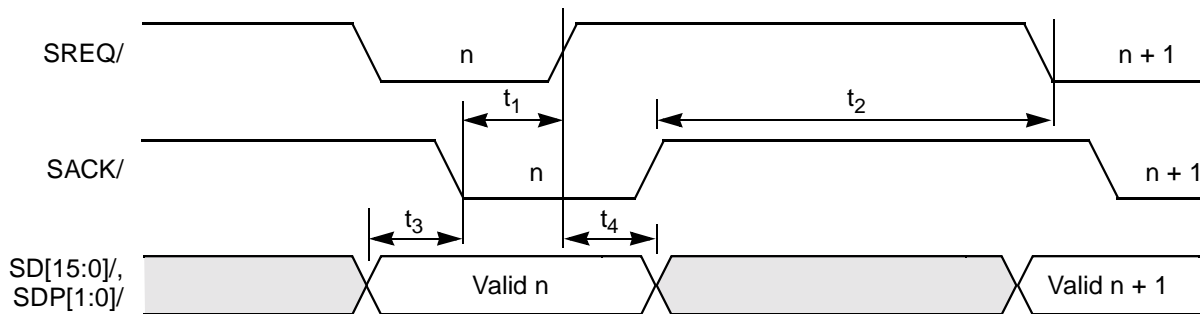 SREQ/
n
n + 1
t1
t2
SACK/
n
n + 1
t3
t4
SD[15:0]/,
SDP[1:0]/
Valid n
Valid n + 1